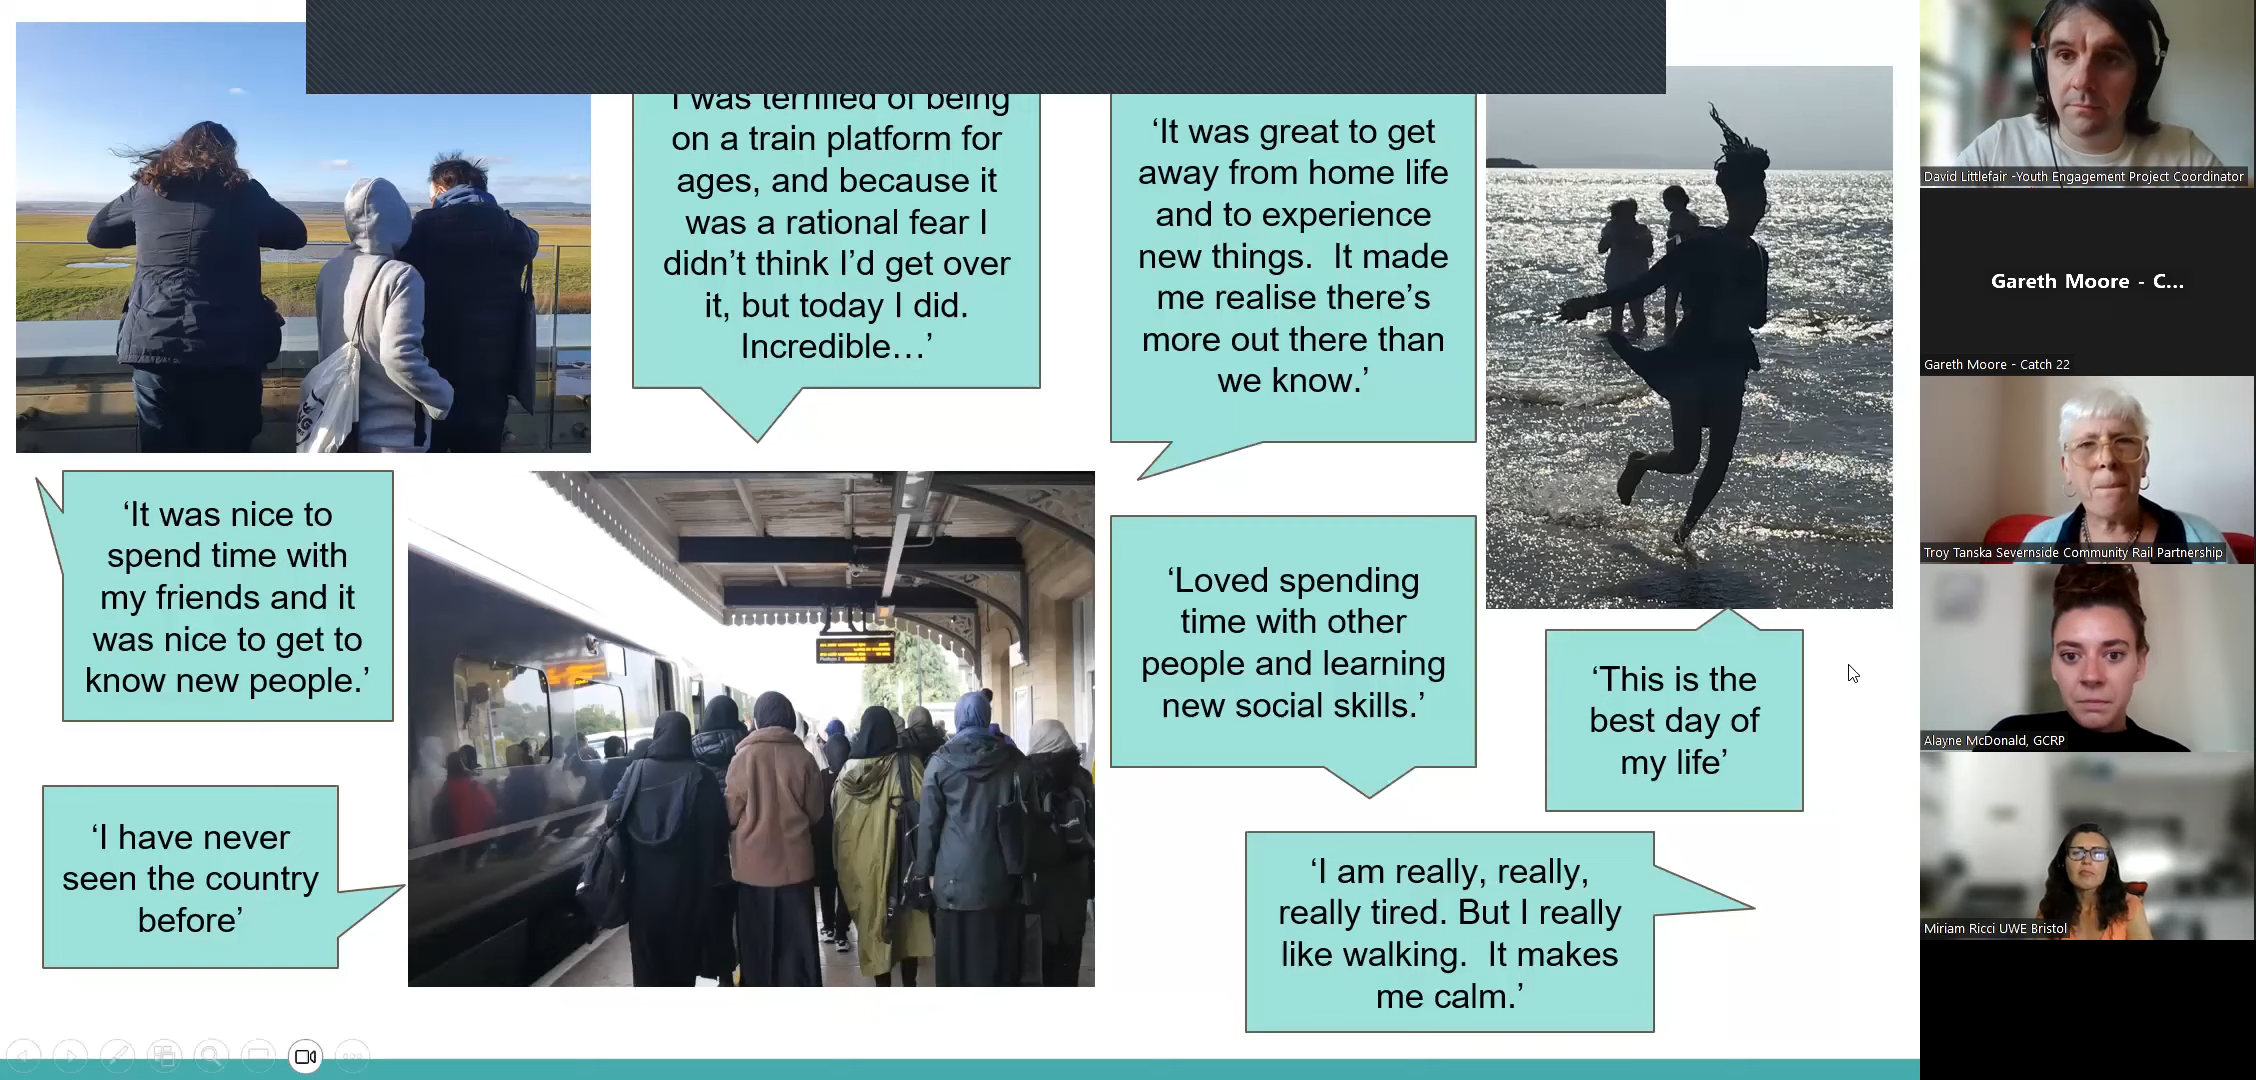 I was terrified of being
on a train platform for
ages, and because it
was a rational fear I
didn’t think I’d get over
it, but today I did.
Incredible…’
‘It was great to get
away from home life
and to experience
new things.  It made
me realise there’s
more out there than
we know.’
‘It was nice to
spend time with
my friends and it
was nice to get to
know new people.’
‘Loved spending
time with other
people and learning
new social skills.’
‘This is the
best day of
my life’
‘I have never
seen the country
before’
‘I am really, really,
really tired. But I really
like walking.  It makes
me calm.’
David Littlefair -Youth Engagement Project Coordinator
Gareth Moore - C...
Gareth Moore - Catch 22
Troy Tanska Severnside Community Rail Partnership
Alayne McDonald, GCRP
Miriam Ricci UWE Bristol